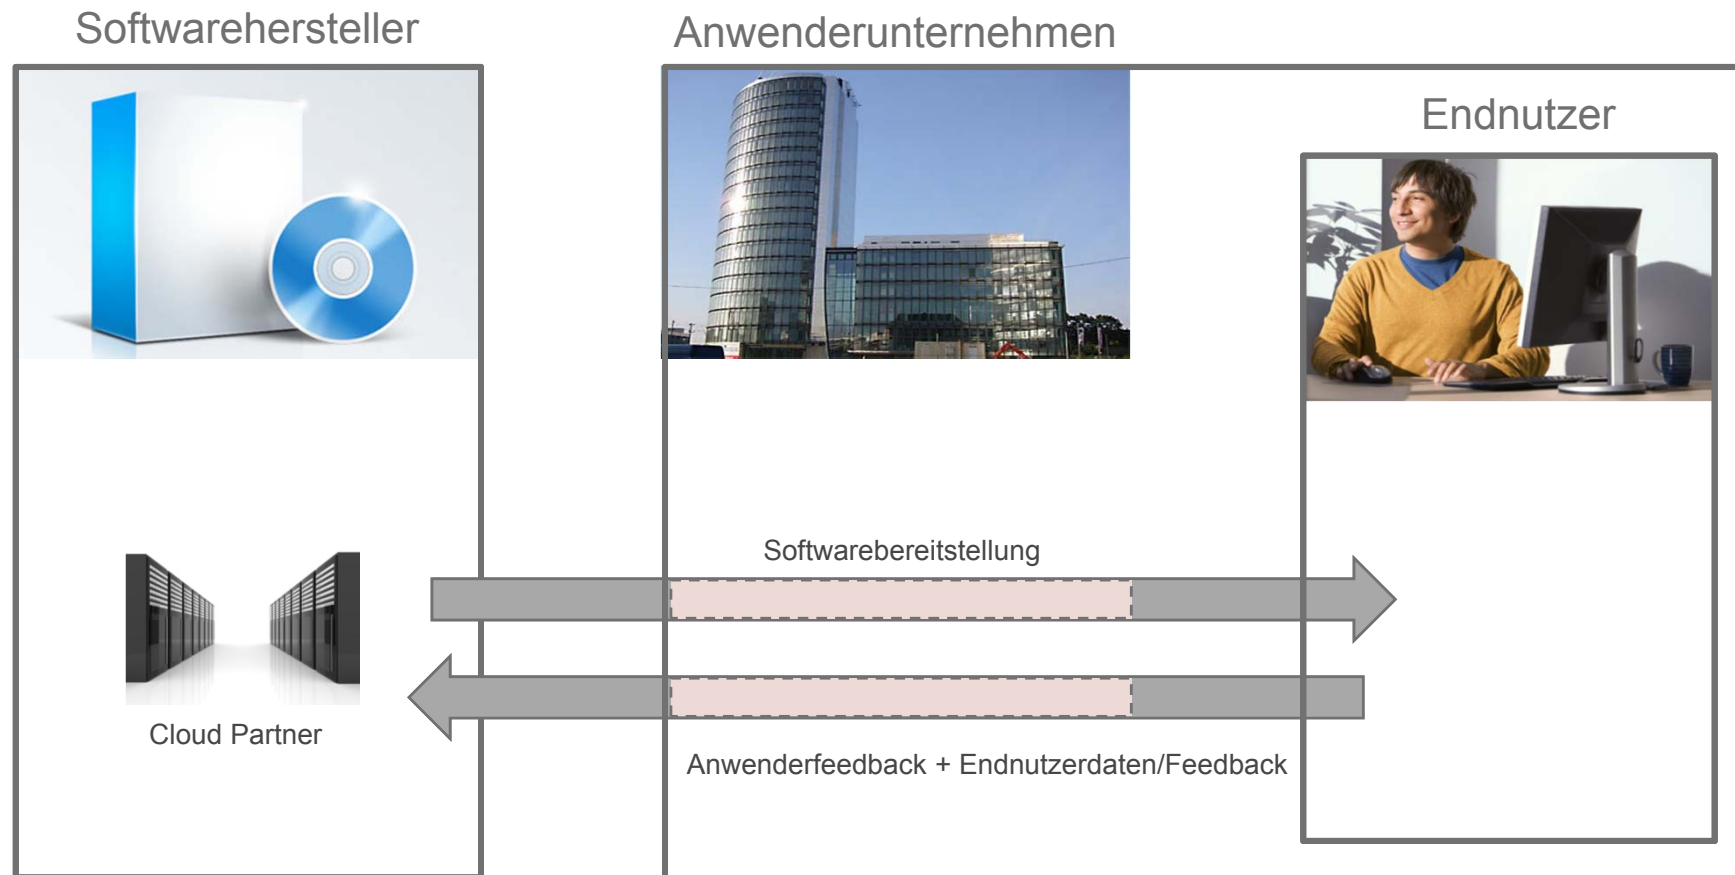 Softwarehersteller
Anwenderunternehmen
Endnutzer
Softwarebereitstellung
Cloud Partner
Anwenderfeedback + Endnutzerdaten/Feedback